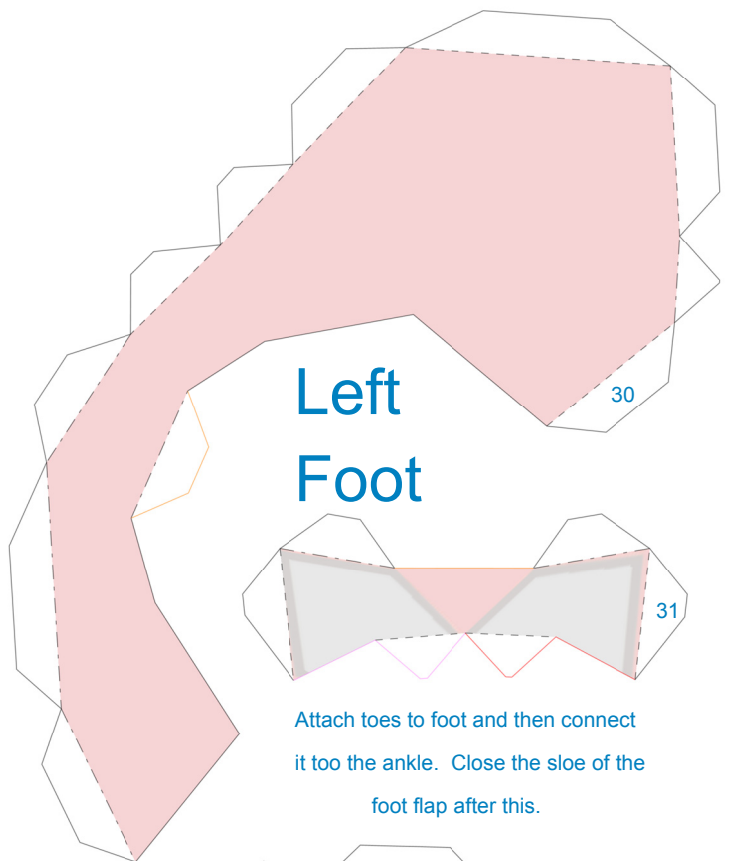 Left
Foot
30
31
Attach toes to foot and then connect
it too the ankle.  Close the sloe of the
foot flap after this.